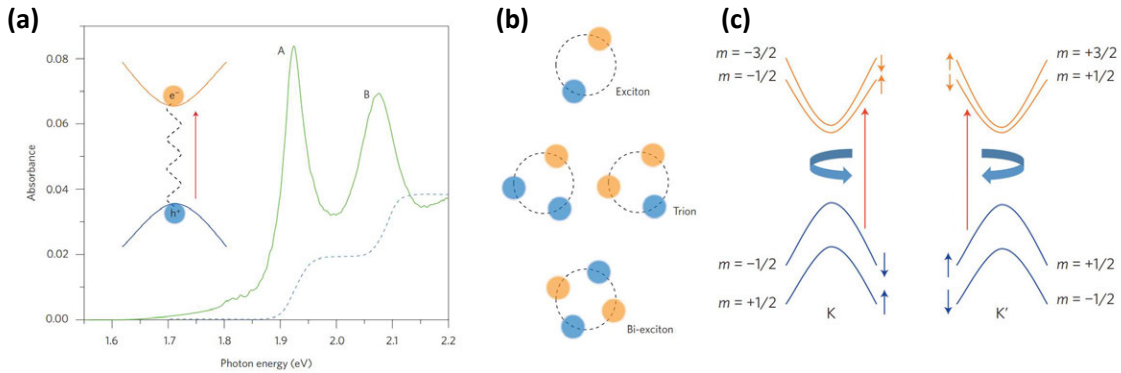 (a)
Absorbance
0.08
0.06
0.04
0.02
0.00
1.6
1.7
1.8
1.9
2.0
2.1
2.2
Photon energy (eV)
A
B
e⁻
h⁺
(b)
Exciton
Trion
Bi-exciton
(c)
m = −3/2
m = −1/2
m = +3/2
m = +1/2
m = −1/2
m = +1/2
m = +1/2
m = −1/2
K
K′